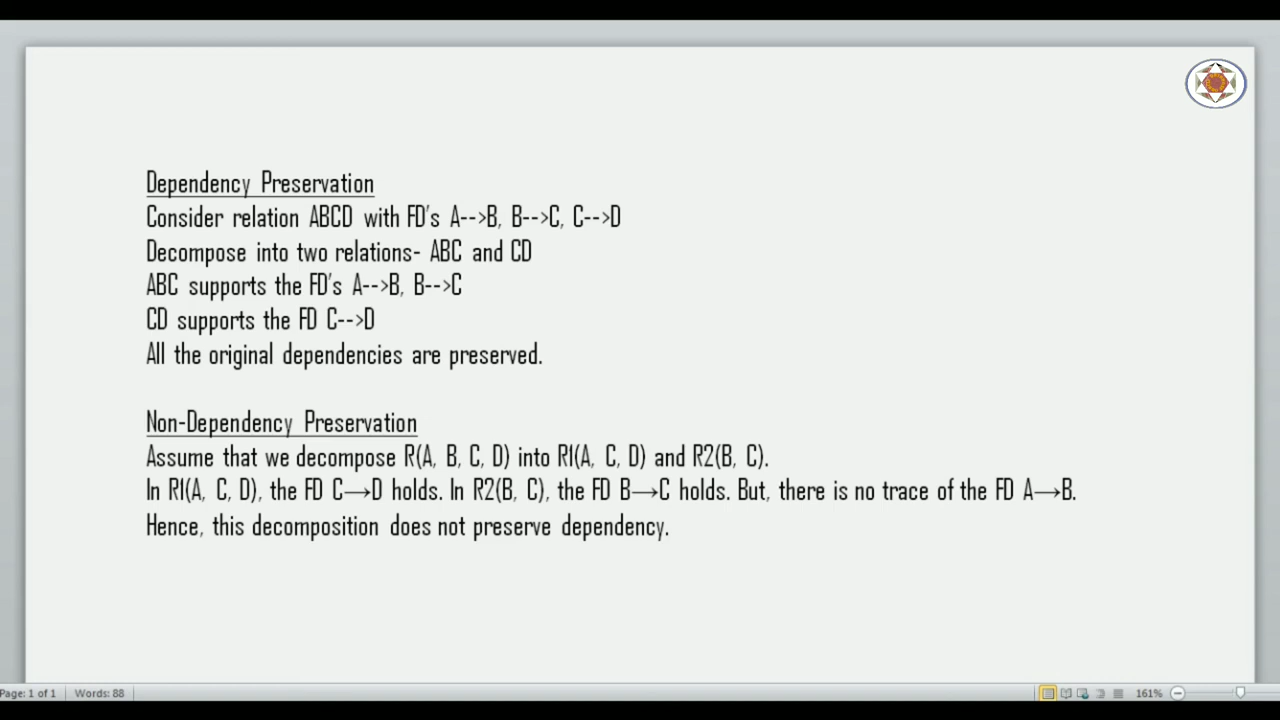 Dependency Preservation
Consider relation ABCD with FD's A-->B, B-->C, C-->D
Decompose into two relations- ABC and CD
ABC supports the FD's A-->B, B-->C
CD supports the FD C-->D
All the original dependencies are preserved.
Non-Dependency Preservation
Assume that we decompose R(A, B, C, D) into R1(A, C, D) and R2(B, C).
In R1(A, C, D), the FD C→D holds. In R2(B, C), the FD B→C holds. But, there is no trace of the FD A→B.
Hence, this decomposition does not preserve dependency.
Page: 1 of 1 Words: 88 161%